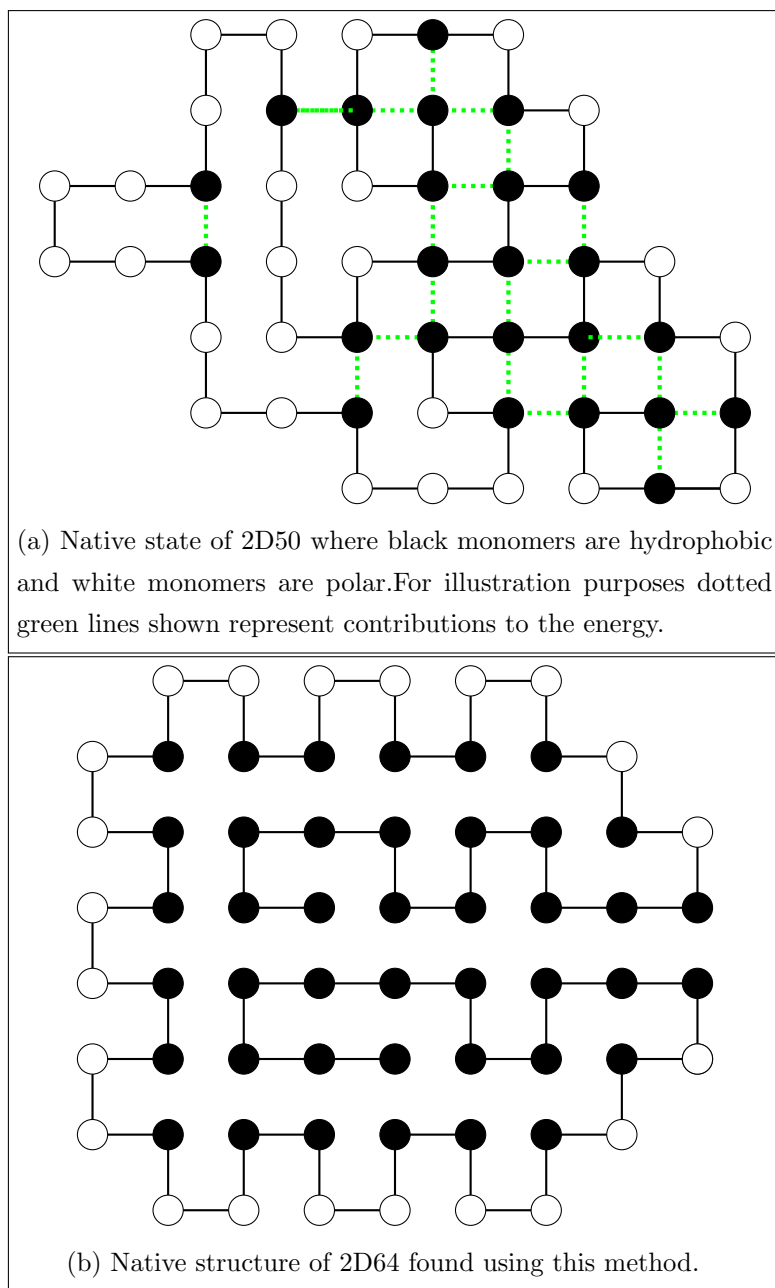 (a) Native state of 2D50 where black monomers are hydrophobic
and white monomers are polar.For illustration purposes dotted
green lines shown represent contributions to the energy.
(b) Native structure of 2D64 found using this method.